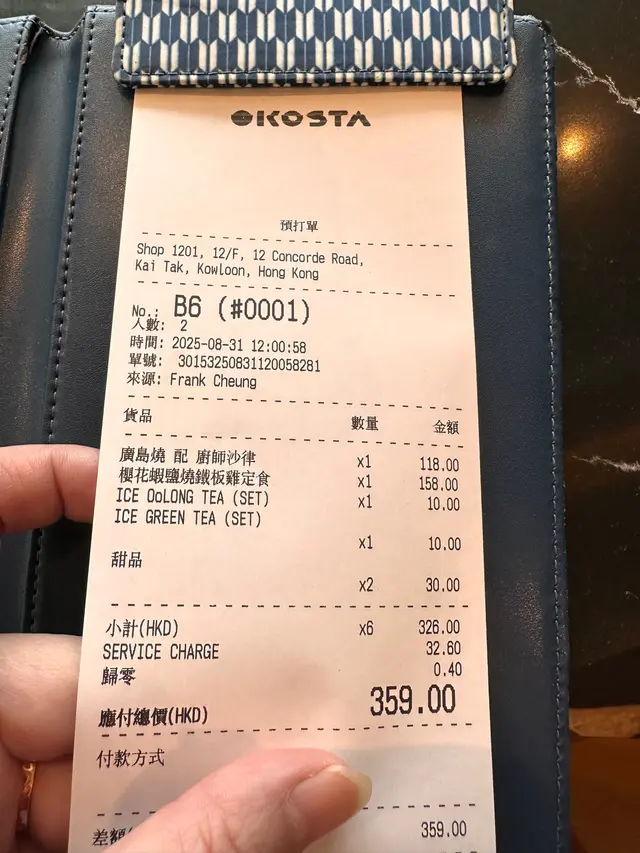 OKOSTA
預打單
Shop 1201, 12/F, 12 Concorde Road,
Kai Tak, Kowloon, Hong Kong
No.: B6 (#0001)
人數: 2
時間: 2025-08-31 12:00:58
單號: 30153250831120058281
來源: Frank Cheung
貨品 數量 金額
廣島燒 配 廚師沙律 x1 118.00
櫻花蝦鹽燒鐵板雞定食 x1 158.00
ICE OoLONG TEA (SET) x1 10.00
ICE GREEN TEA (SET)
x1 10.00
甜品
x2 30.00
小計(HKD) x6 326.00
SERVICE CHARGE 32.60
歸零 0.40
應付總價(HKD) 359.00
付款方式
差額 359.00